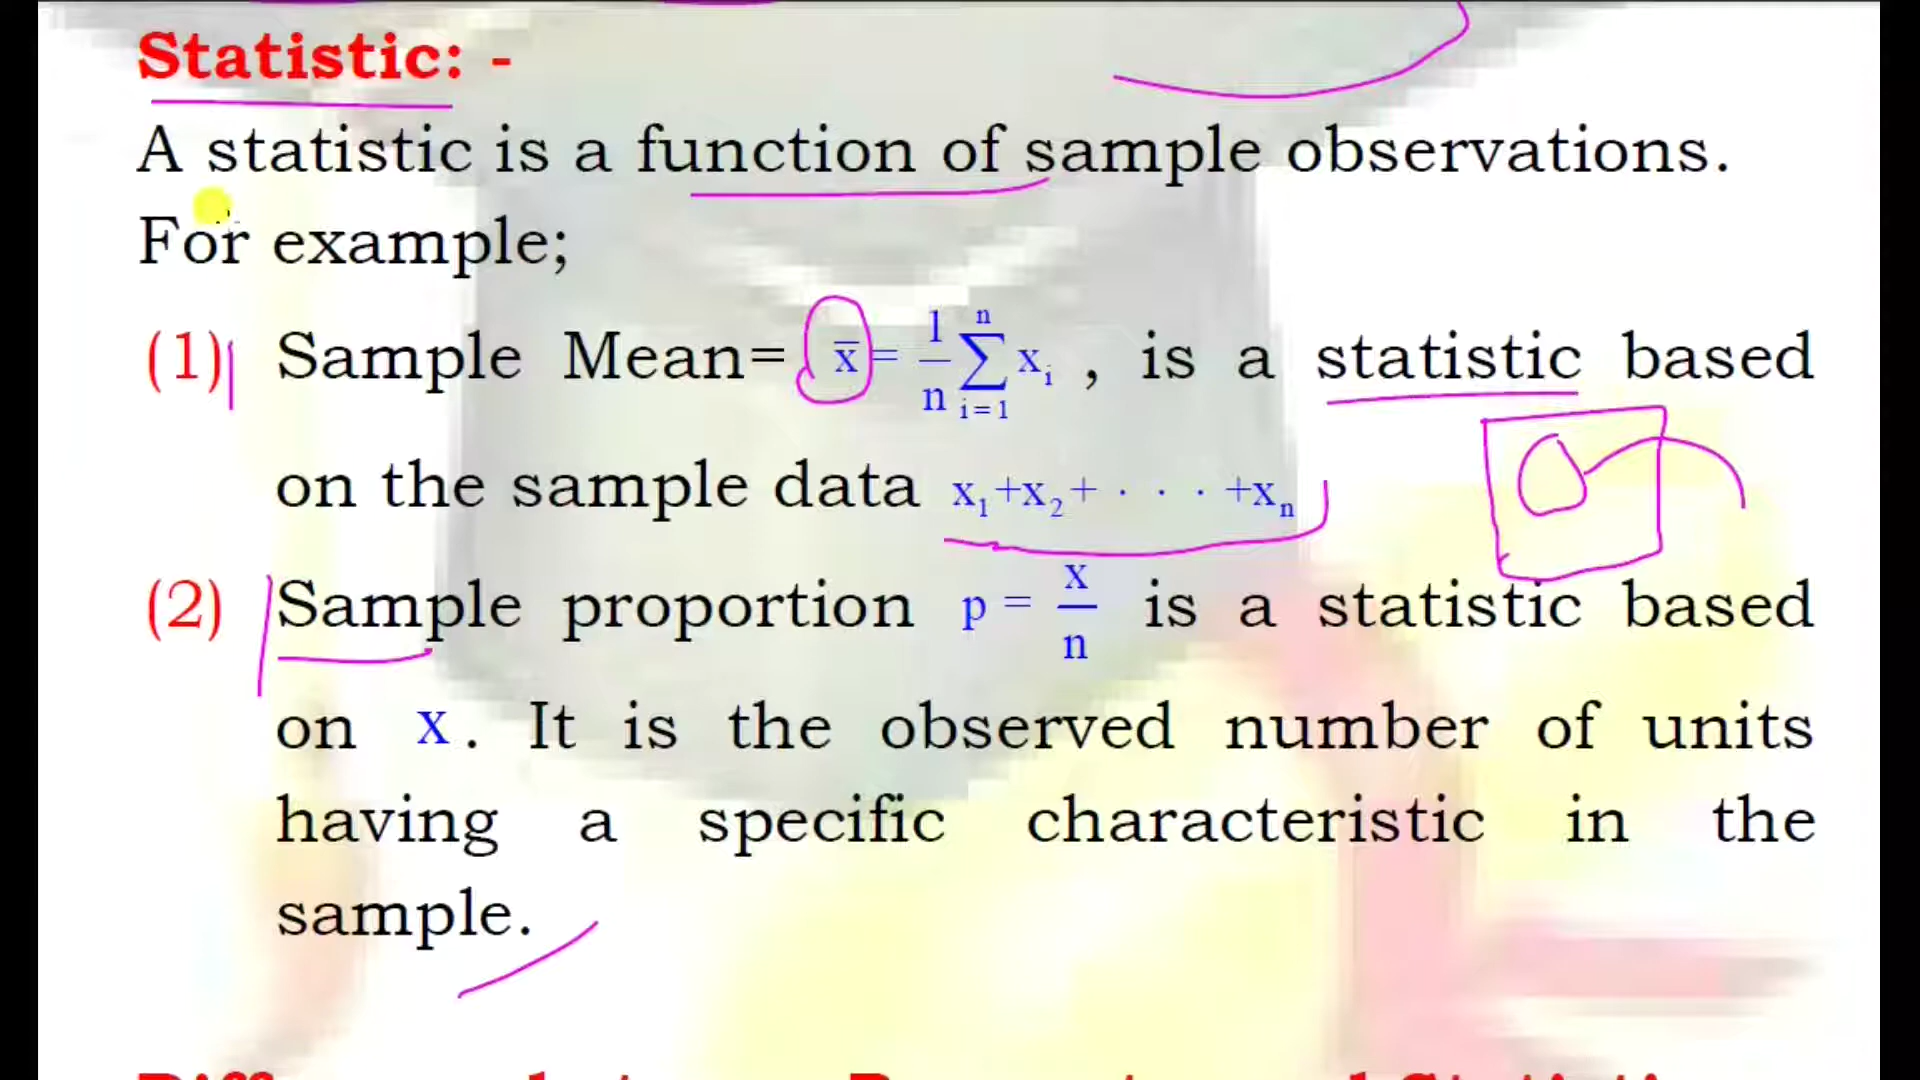 Statistic: -
A statistic is a function of sample observations.
For example;
(1) Sample Mean= x̄ = 1/n ∑ᵢ₌₁ⁿ xᵢ , is a statistic based
on the sample data x₁+x₂+ · · · +xₙ
(2) Sample proportion p = x/n is a statistic based
on x. It is the observed number of units
having a specific characteristic in the
sample.